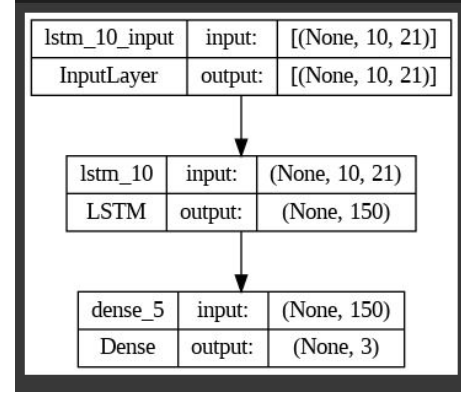 lstm_10_input input: [(None, 10, 21)]
InputLayer output: [(None, 10, 21)]
lstm_10 input: (None, 10, 21)
LSTM output: (None, 150)
dense_5 input: (None, 150)
Dense output: (None, 3)